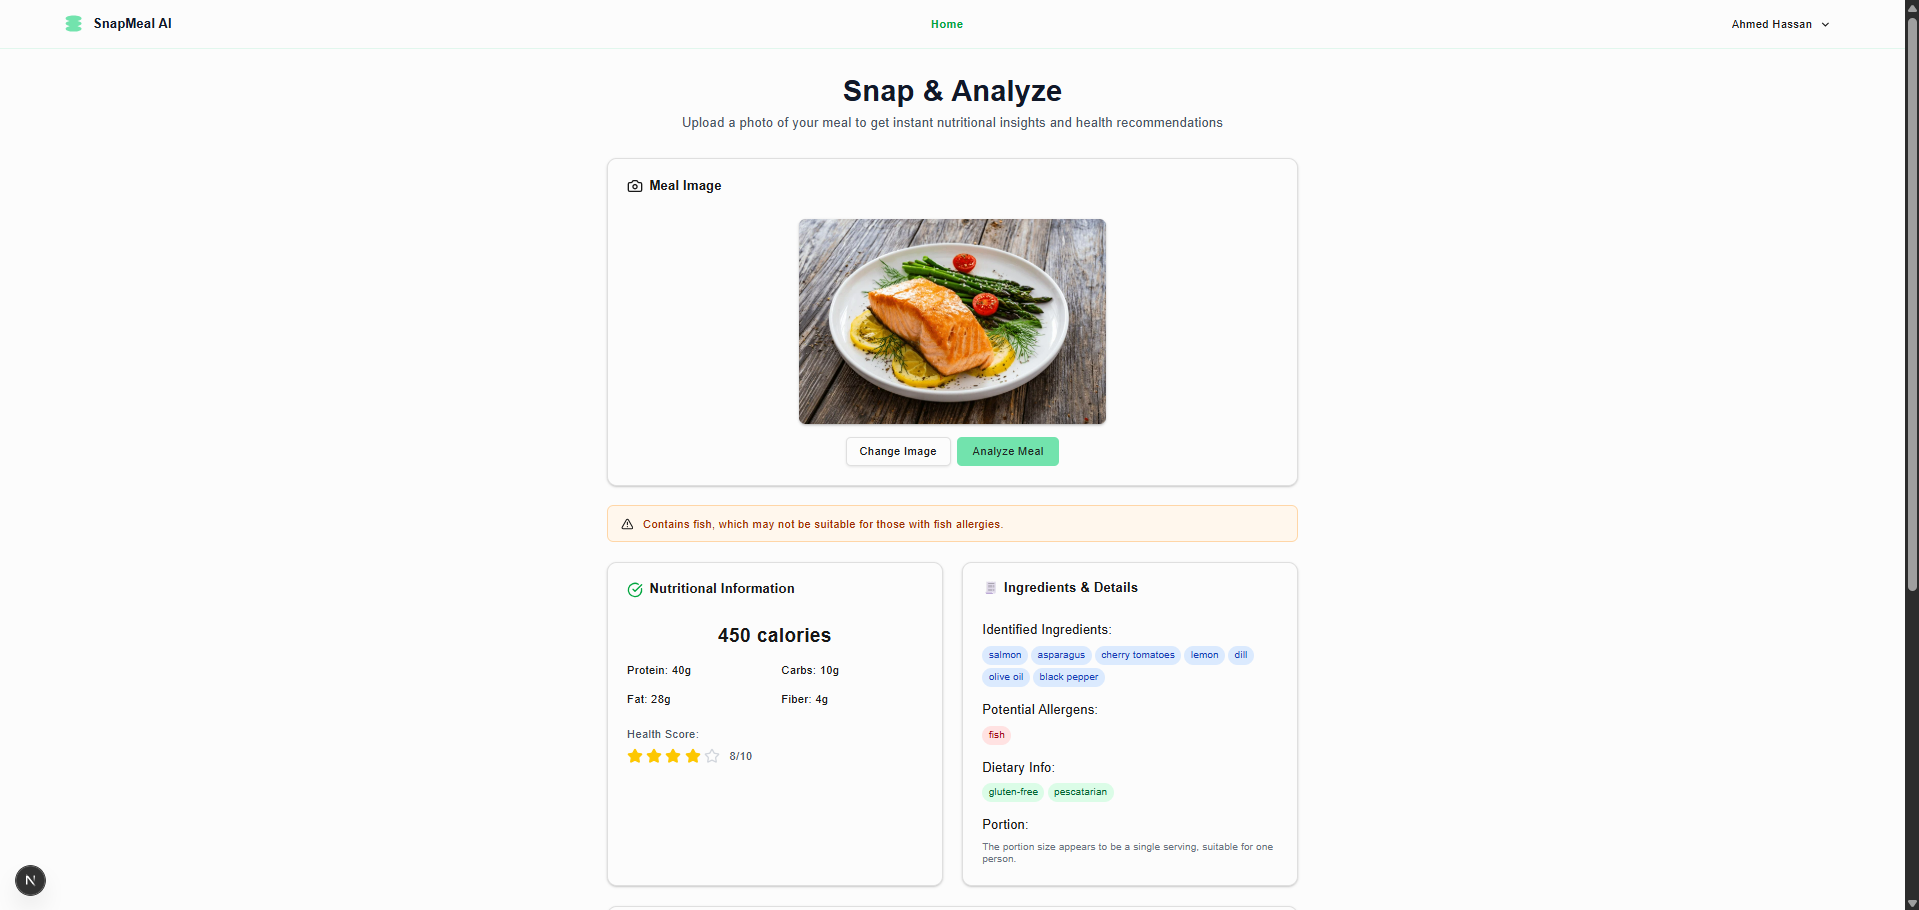 SnapMeal AI
Home
Ahmed Hassan
Snap & Analyze
Upload a photo of your meal to get instant nutritional insights and health recommendations
Meal Image
Change Image
Analyze Meal
Contains fish, which may not be suitable for those with fish allergies.
Nutritional Information
450 calories
Protein: 40g
Carbs: 10g
Fat: 28g
Fiber: 4g
Health Score:
8/10
Ingredients & Details
Identified Ingredients:
salmon asparagus cherry tomatoes lemon dill
olive oil black pepper
Potential Allergens:
fish
Dietary Info:
gluten-free pescatarian
Portion:
The portion size appears to be a single serving, suitable for one
person.
N